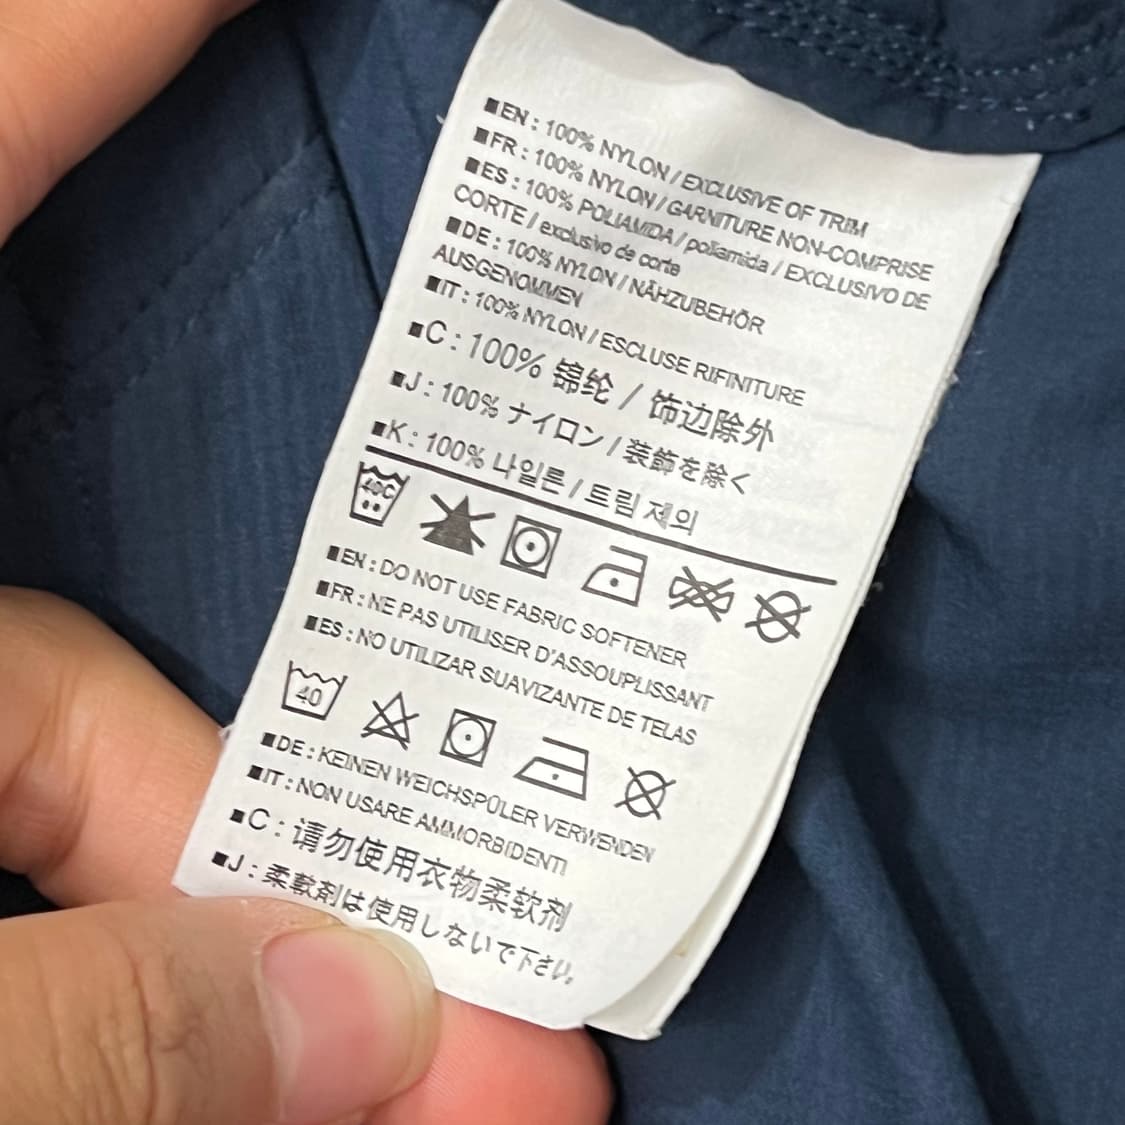 ■EN : 100% NYLON / EXCLUSIVE OF TRIM
■FR : 100% NYLON / GARNITURE NON-COMPRISE
■ES : 100% POLIAMIDA / poliamida / EXCLUSIVO DE
CORTE / exclusivo de corte
■DE : 100% NYLON / NÄHZUBEHÖR
AUSGENOMMEN
■IT : 100% NYLON / ESCLUSE RIFINITURE
■C : 100% 锦纶 / 饰边除外
■J : 100% ナイロン / 装飾を除く
■K : 100% 나일론 / 트림 제외
40C
■EN : DO NOT USE FABRIC SOFTENER
■FR : NE PAS UTILISER D'ASSOUPLISSANT
■ES : NO UTILIZAR SUAVIZANTE DE TELAS
40
■DE : KEINEN WEICHSPÜLER VERWENDEN
■IT : NON USARE AMMORBIDENTI
■C : 请勿使用衣物柔软剂
■J : 柔軟剤は使用しないで下さい。